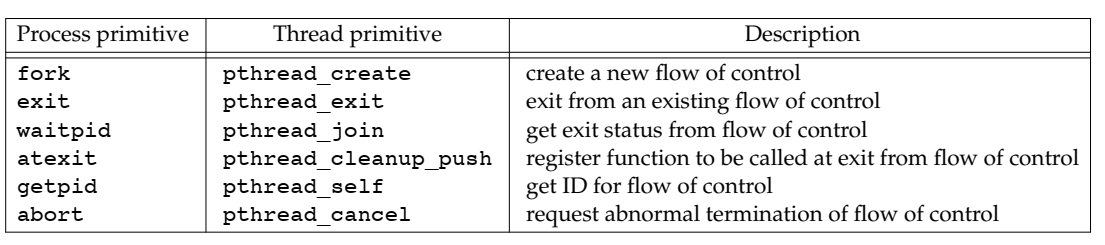 Process primitive Thread primitive Description
fork pthread_create create a new flow of control
exit pthread_exit exit from an existing flow of control
waitpid pthread_join get exit status from flow of control
atexit pthread_cleanup_push register function to be called at exit from flow of control
getpid pthread_self get ID for flow of control
abort pthread_cancel request abnormal termination of flow of control